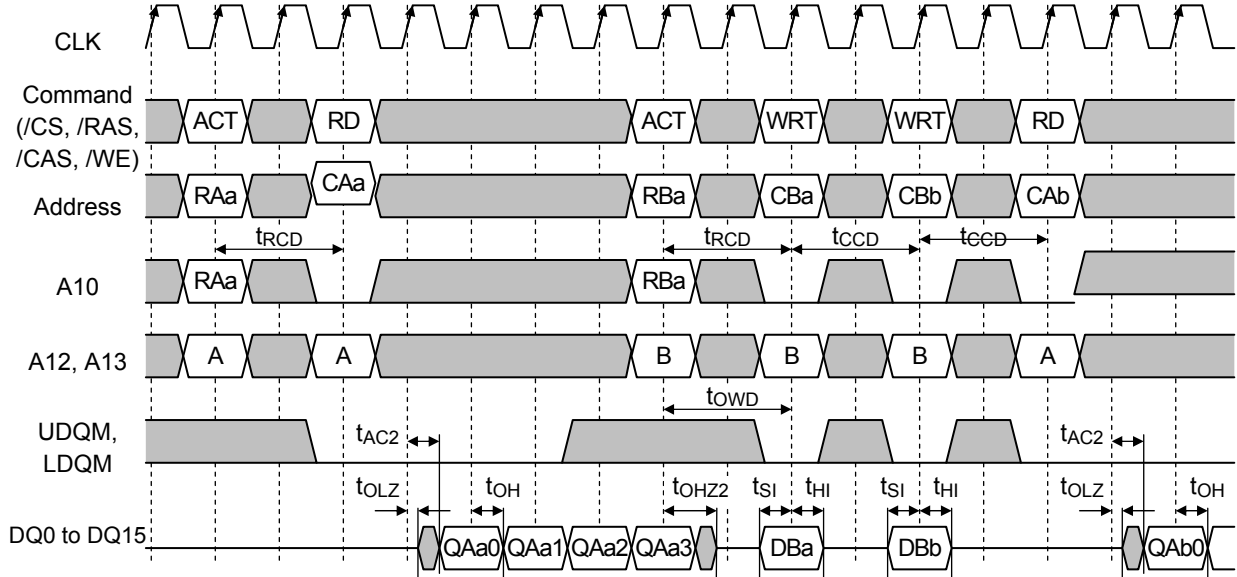 CLK
Command
(/CS, /RAS,
/CAS, /WE)
ACT RD ACT WRT WRT RD
Address
RAa CAa RBa CBa CBb CAb
tRCD tRCD tCCD tCCD
A10
RAa RBa
A12, A13
A A B B B A
tOWD
UDQM,
LDQM
tAC2 tAC2
tOLZ tOH tOHZ2 tSI tHI tSI tHI tOLZ tOH
DQ0 to DQ15
QAa0 QAa1 QAa2 QAa3 DBa DBb QAb0